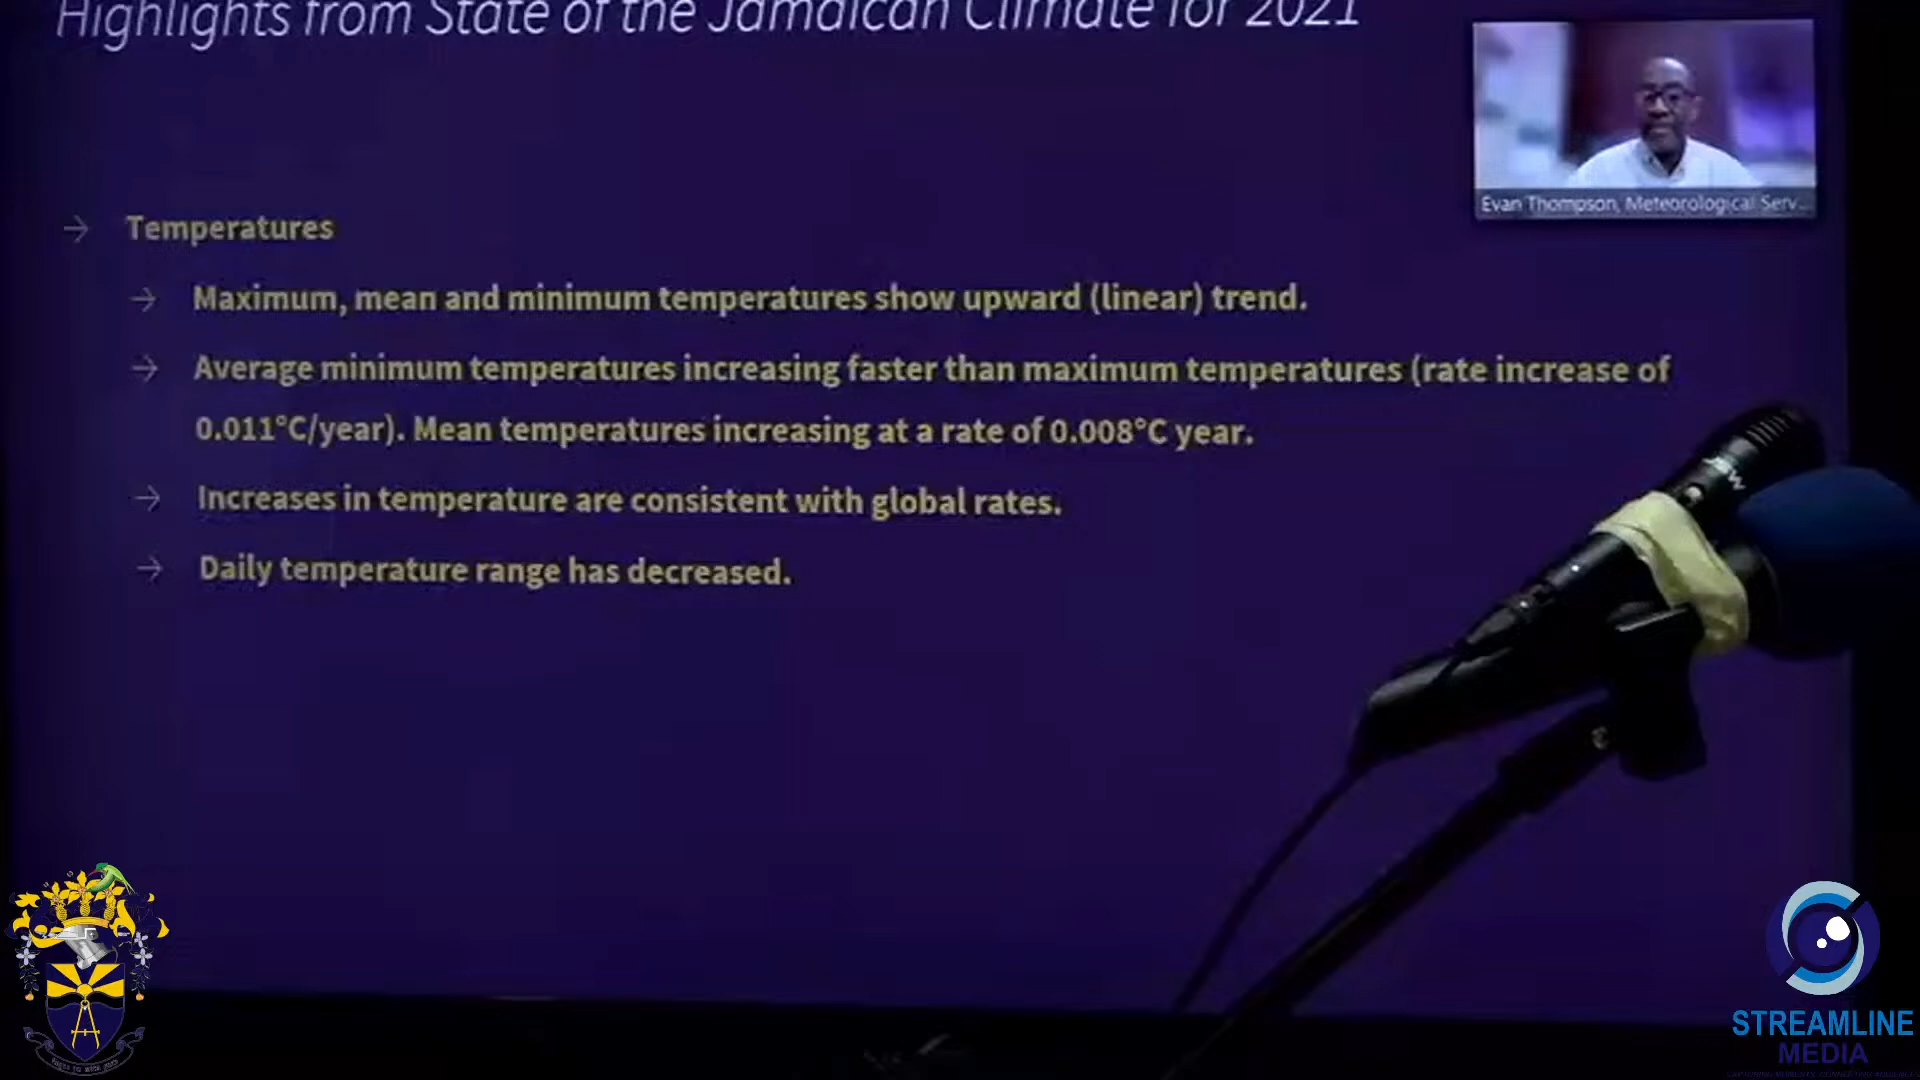 Highlights from State of the Jamaican Climate for 2021
Evan Thompson, Meteorological Serv...
→ Temperatures
→ Maximum, mean and minimum temperatures show upward (linear) trend.
→ Average minimum temperatures increasing faster than maximum temperatures (rate increase of
0.011°C/year). Mean temperatures increasing at a rate of 0.008°C year.
→ Increases in temperature are consistent with global rates.
→ Daily temperature range has decreased.
STREAMLINE
MEDIA